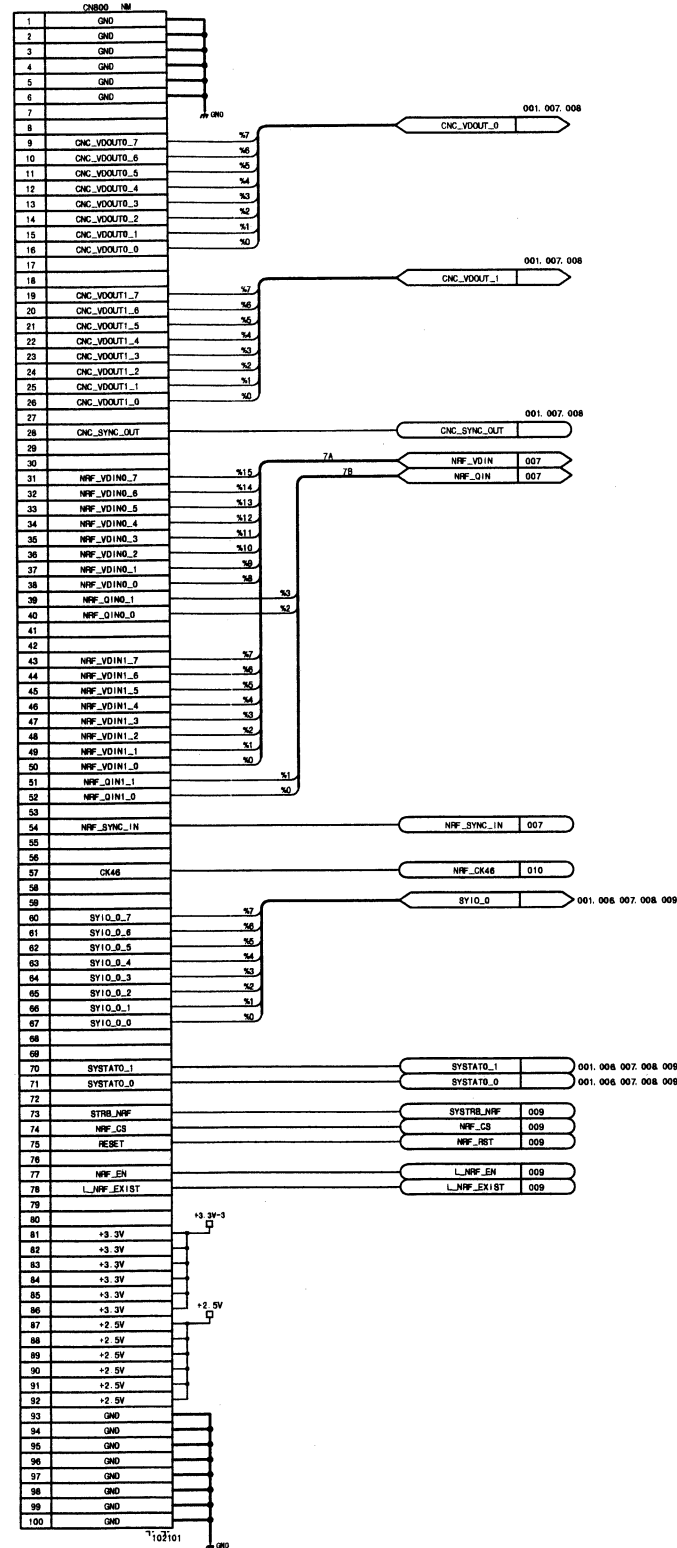 CN800 NM
1 GND
2 GND
3 GND
4 GND
5 GND
6 GND
7 GND
8 001. 007. 008
CNC_VDOUT_0
9 CNC_VDOUT0_7 %7
10 CNC_VDOUT0_6 %6
11 CNC_VDOUT0_5 %5
12 CNC_VDOUT0_4 %4
13 CNC_VDOUT0_3 %3
14 CNC_VDOUT0_2 %2
15 CNC_VDOUT0_1 %1
16 CNC_VDOUT0_0 %0
17 001. 007. 008
18 CNC_VDOUT_1
19 CNC_VDOUT1_7 %7
20 CNC_VDOUT1_6 %6
21 CNC_VDOUT1_5 %5
22 CNC_VDOUT1_4 %4
23 CNC_VDOUT1_3 %3
24 CNC_VDOUT1_2 %2
25 CNC_VDOUT1_1 %1
26 CNC_VDOUT1_0 %0
27 001. 007. 008
28 CNC_SYNC_OUT CNC_SYNC_OUT
29
30 7A NRF_VDIN 007
7B NRF_QIN 007
31 NRF_VDIN0_7 %15
32 NRF_VDIN0_6 %14
33 NRF_VDIN0_5 %13
34 NRF_VDIN0_4 %12
35 NRF_VDIN0_3 %11
36 NRF_VDIN0_2 %10
37 NRF_VDIN0_1 %9
38 NRF_VDIN0_0 %8
39 NRF_QIN0_1 %3
40 NRF_QIN0_0 %2
41
42
43 NRF_VDIN1_7 %7
44 NRF_VDIN1_6 %6
45 NRF_VDIN1_5 %5
46 NRF_VDIN1_4 %4
47 NRF_VDIN1_3 %3
48 NRF_VDIN1_2 %2
49 NRF_VDIN1_1 %1
50 NRF_VDIN1_0 %0
51 NRF_QIN1_1 %1
52 NRF_QIN1_0 %0
53
54 NRF_SYNC_IN NRF_SYNC_IN 007
55
56
57 CK46 NRF_CK46 010
58
59 SYIO_0 001. 006. 007. 008. 009
60 SYIO_0_7 %7
61 SYIO_0_6 %6
62 SYIO_0_5 %5
63 SYIO_0_4 %4
64 SYIO_0_3 %3
65 SYIO_0_2 %2
66 SYIO_0_1 %1
67 SYIO_0_0 %0
68
69
70 SYSTAT0_1 SYSTAT0_1 001. 006. 007. 008. 009
71 SYSTAT0_0 SYSTAT0_0 001. 006. 007. 008. 009
72
73 STRB_NRF SYSTRB_NRF 009
74 NRF_CS NRF_CS 009
75 RESET NRF_RST 009
76
77 NRF_EN L_NRF_EN 009
78 L_NRF_EXIST L_NRF_EXIST 009
79
80 +3.3V-3
81 +3.3V
82 +3.3V
83 +3.3V
84 +3.3V
85 +3.3V
86 +3.3V +2.5V
87 +2.5V
88 +2.5V
89 +2.5V
90 +2.5V
91 +2.5V
92 +2.5V
93 GND
94 GND
95 GND
96 GND
97 GND
98 GND
99 GND
100 GND
102101
GND